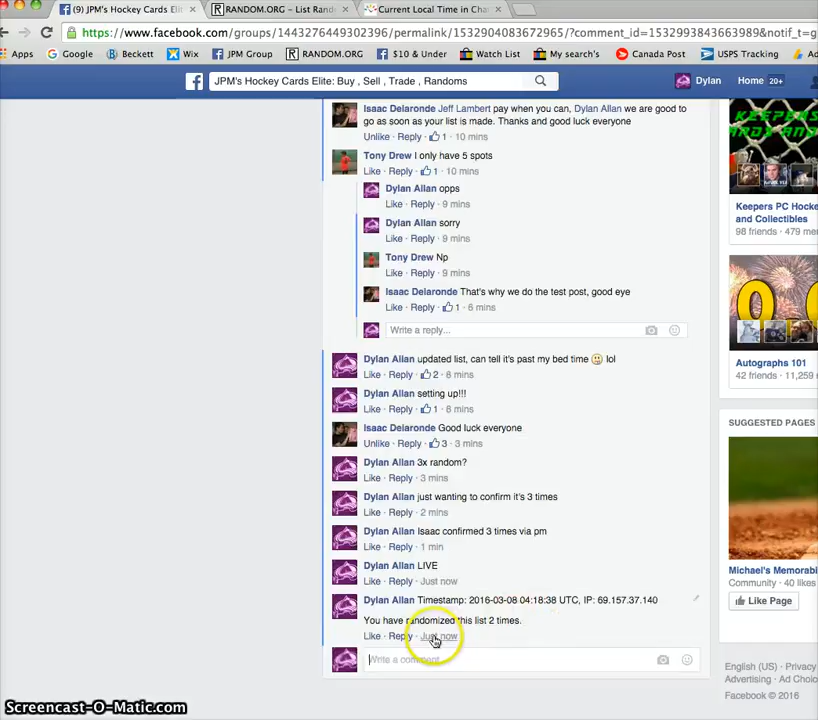 (9) JPM's Hockey Cards Elite
RANDOM.ORG – List Rand
Current Local Time in Chat
https://www.facebook.com/groups/1443276449302396/permalink/1532904083672965/?comment_id=1532993843663989&notif_t=g
Apps Google Beckett Wix JPM Group RANDOM.ORG $10 & Under Watch List My search's Canada Post USPS Tracking Ad
JPM's Hockey Cards Elite: Buy , Sell , Trade , Randoms
Dylan Home 20+
Isaac Delaronde Jeff Lambert pay when you can, Dylan Allan we are good to
go as soon as your list is made. Thanks and good luck everyone
Unlike · Reply · 1 · 10 mins
Tony Drew I only have 5 spots
Like · Reply · 1 · 10 mins
Dylan Allan opps
Like · Reply · 9 mins
Dylan Allan sorry
Like · Reply · 9 mins
Tony Drew Np
Like · Reply · 9 mins
Isaac Delaronde That's why we do the test post, good eye
Like · Reply · 1 · 6 mins
Write a reply...
Dylan Allan updated list, can tell it's past my bed time lol
Like · Reply · 2 · 8 mins
Dylan Allan setting up!!!
Like · Reply · 1 · 8 mins
Isaac Delaronde Good luck everyone
Unlike · Reply · 3 · 3 mins
Dylan Allan 3x random?
Like · Reply · 3 mins
Dylan Allan just wanting to confirm it's 3 times
Like · Reply · 2 mins
Dylan Allan Isaac confirmed 3 times via pm
Like · Reply · 1 min
Dylan Allan LIVE
Like · Reply · Just now
Dylan Allan Timestamp: 2016-03-08 04:18:38 UTC, IP: 69.157.37.140
You have randomized this list 2 times.
Like · Reply · Just now
Write a comment...
KEEPERS
Keepers PC Hocke
and Collectibles
98 friends · 479 me
Autographs 101
42 friends · 11,259
SUGGESTED PAGES
Michael's Memorabi
Community · 40 likes
Like Page
English (US) · Privacy
Advertising · Ad Choic
Facebook © 2016
Screencast-O-Matic.com